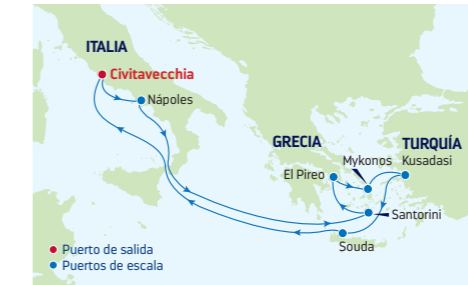 ITALIA
Civitavecchia
Nápoles
GRECIA
TURQUÍA
Mykonos
Kusadasi
El Pireo
Santorini
Souda
Puerto de salida
Puertos de escala